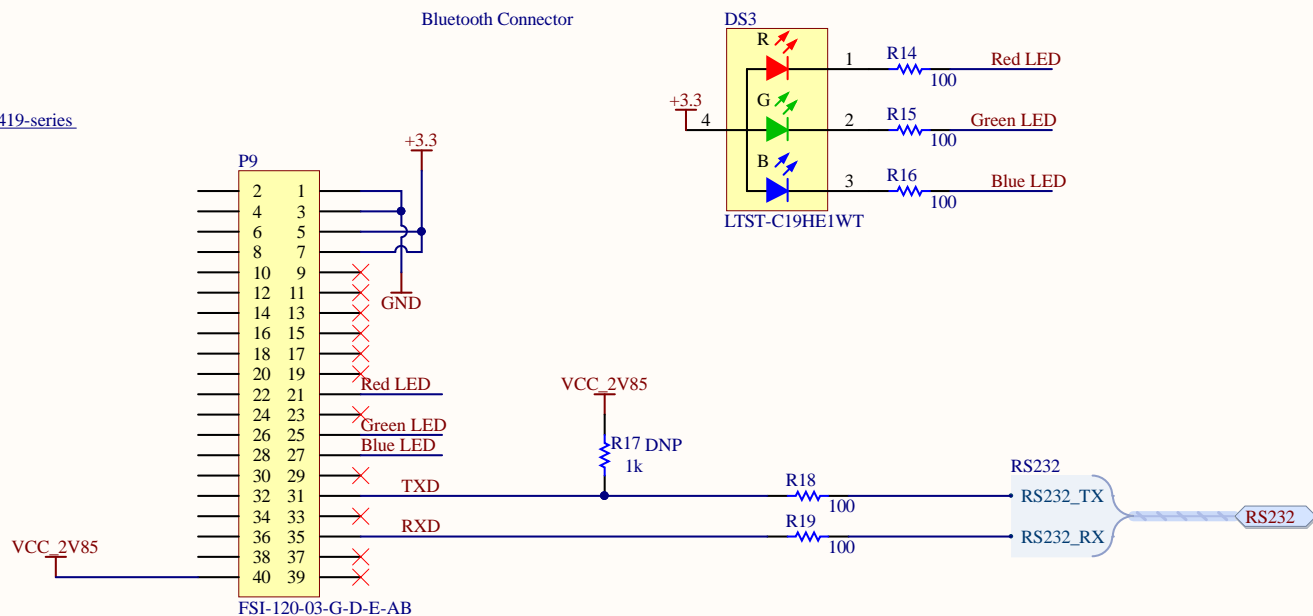 Bluetooth Connector
DS3
R
1
R14
Red LED
100
419-series
+3.3
4
G
2
R15
Green LED
100
B
3
R16
Blue LED
100
LTST-C19HE1WT
+3.3
P9
2 1
4 3
6 5
8 7
10 9
12 11
GND
14 13
16 15
18 17
20 19
22 21 Red LED
24 23
26 25 Green LED
28 27 Blue LED
30 29
32 31 TXD
34 33
36 35 RXD
38 37
40 39
VCC_2V85
FSI-120-03-G-D-E-AB
VCC_2V85
R17 DNP
1k
R18
100
R19
100
RS232
RS232_TX
RS232_RX
RS232